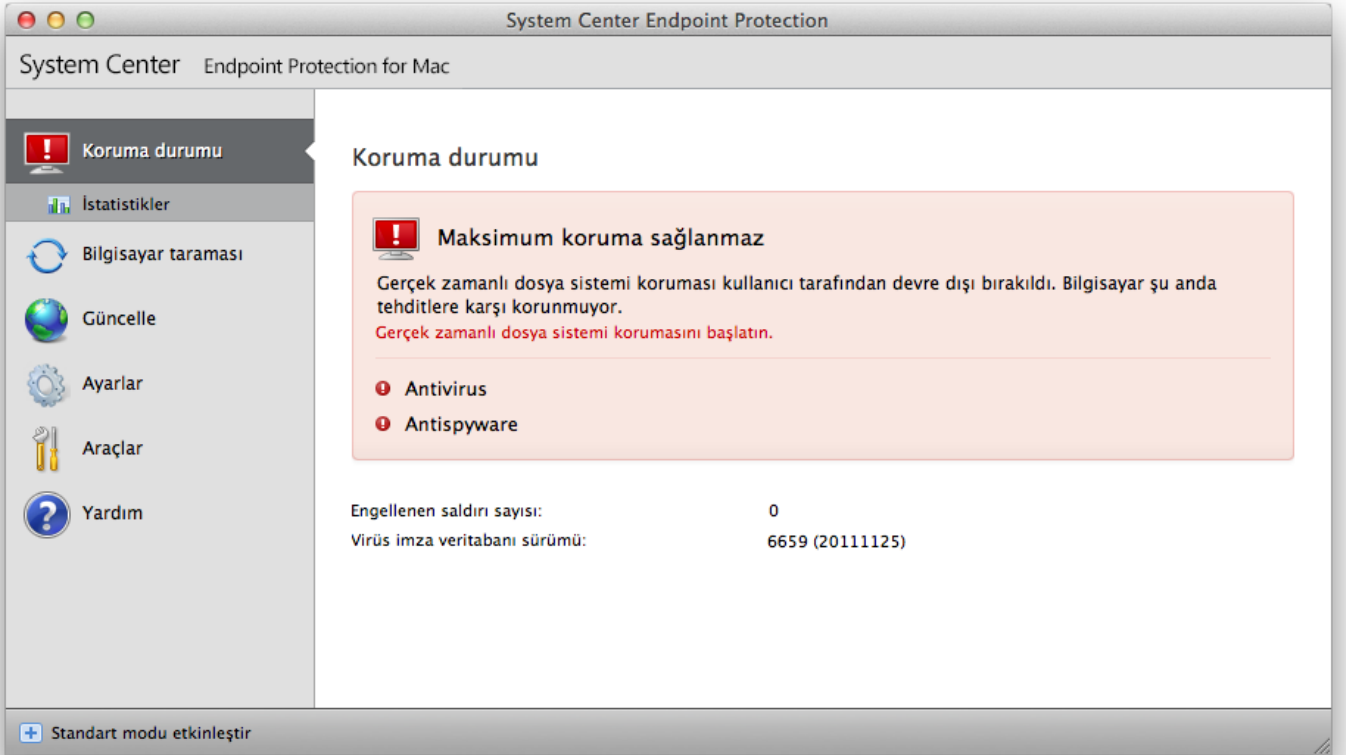 System Center Endpoint Protection
System Center Endpoint Protection for Mac
Koruma durumu
İstatistikler
Bilgisayar taraması
Güncelle
Ayarlar
Araçlar
Yardım
Koruma durumu
Maksimum koruma sağlanmaz
Gerçek zamanlı dosya sistemi koruması kullanıcı tarafından devre dışı bırakıldı. Bilgisayar şu anda
tehditlere karşı korunmuyor.
Gerçek zamanlı dosya sistemi korumasını başlatın.
Antivirus
Antispyware
Engellenen saldırı sayısı: 0
Virüs imza veritabanı sürümü: 6659 (20111125)
Standart modu etkinleştir